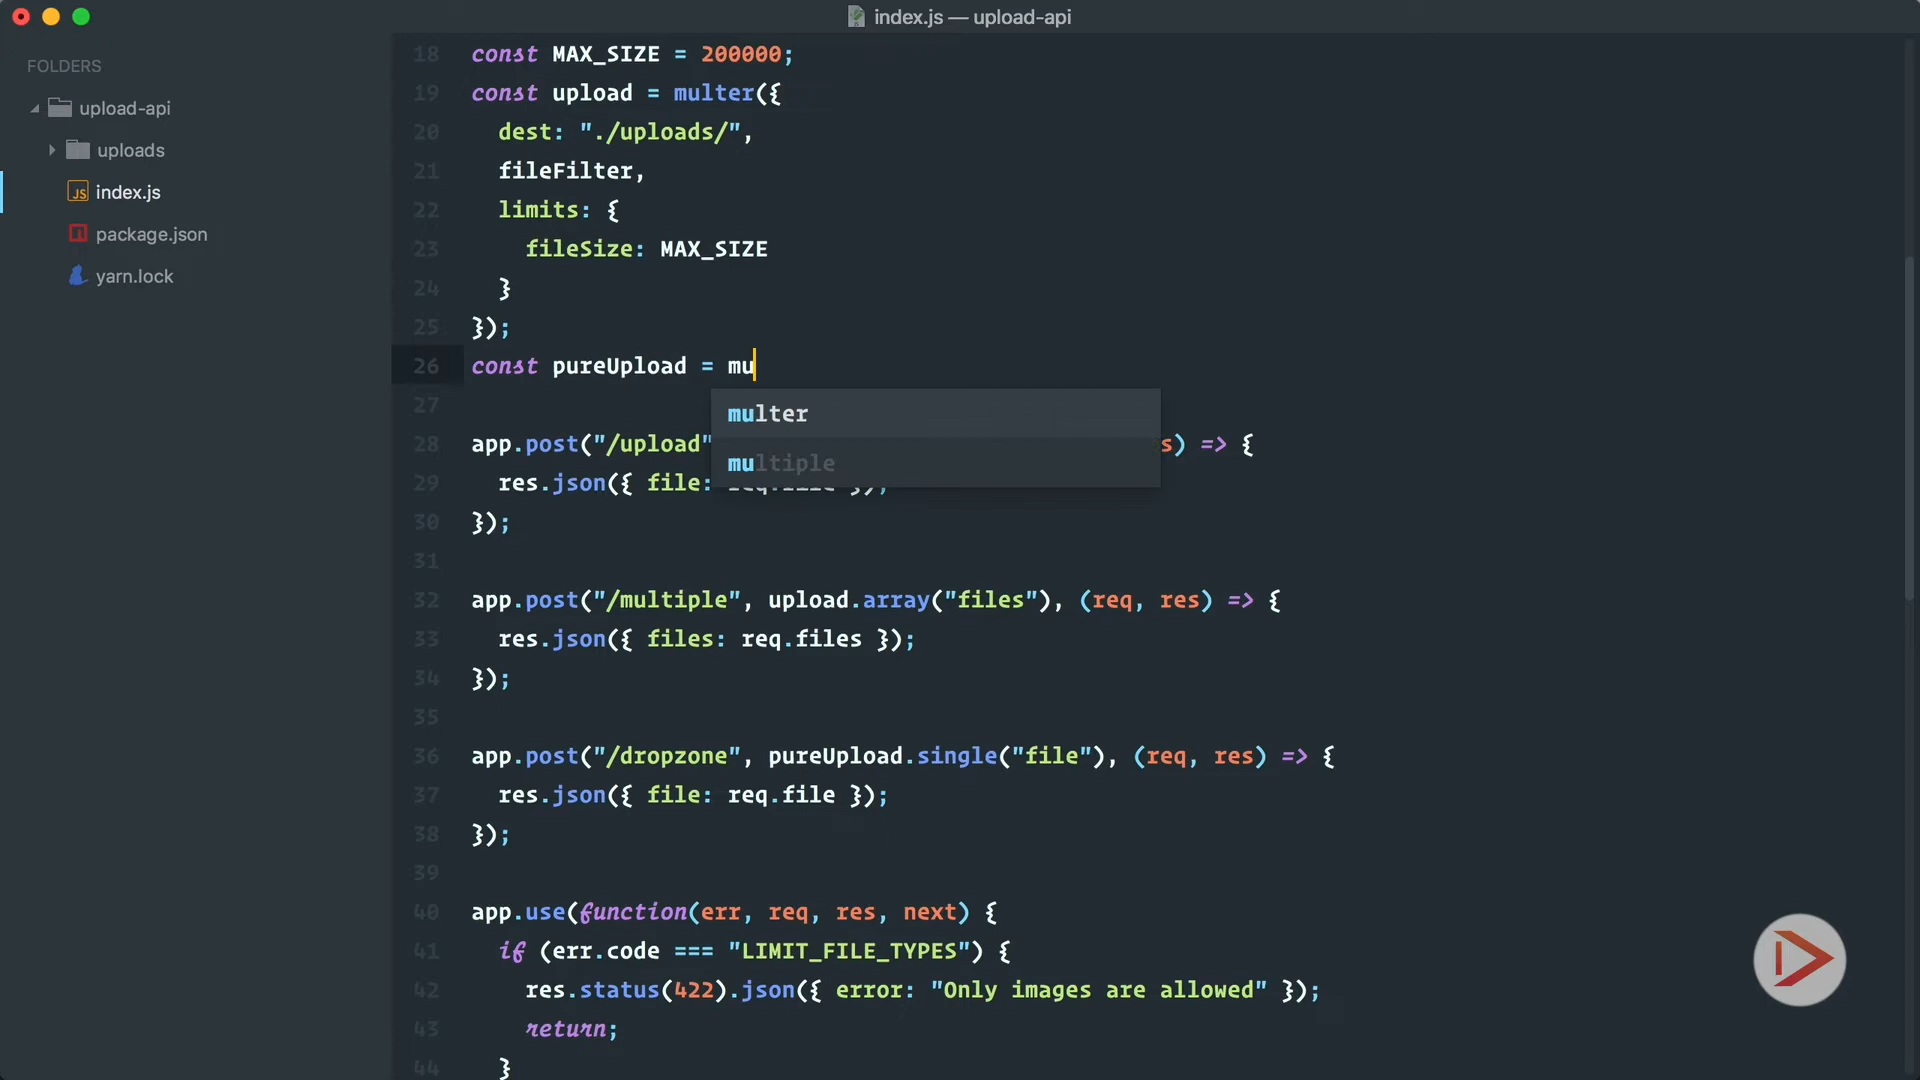 index.js — upload-api
FOLDERS
upload-api
uploads
JS index.js
package.json
yarn.lock
18 const MAX_SIZE = 200000;
19 const upload = multer({
20 dest: "./uploads/",
21 fileFilter,
22 limits: {
23 fileSize: MAX_SIZE
24 }
25 });
26 const pureUpload = mu
multer
multiple
27
28 app.post("/upload" s) => {
29 res.json({ file: req.file });
30 });
31
32 app.post("/multiple", upload.array("files"), (req, res) => {
33 res.json({ files: req.files });
34 });
35
36 app.post("/dropzone", pureUpload.single("file"), (req, res) => {
37 res.json({ file: req.file });
38 });
39
40 app.use(function(err, req, res, next) {
41 if (err.code === "LIMIT_FILE_TYPES") {
42 res.status(422).json({ error: "Only images are allowed" });
43 return;
44 }